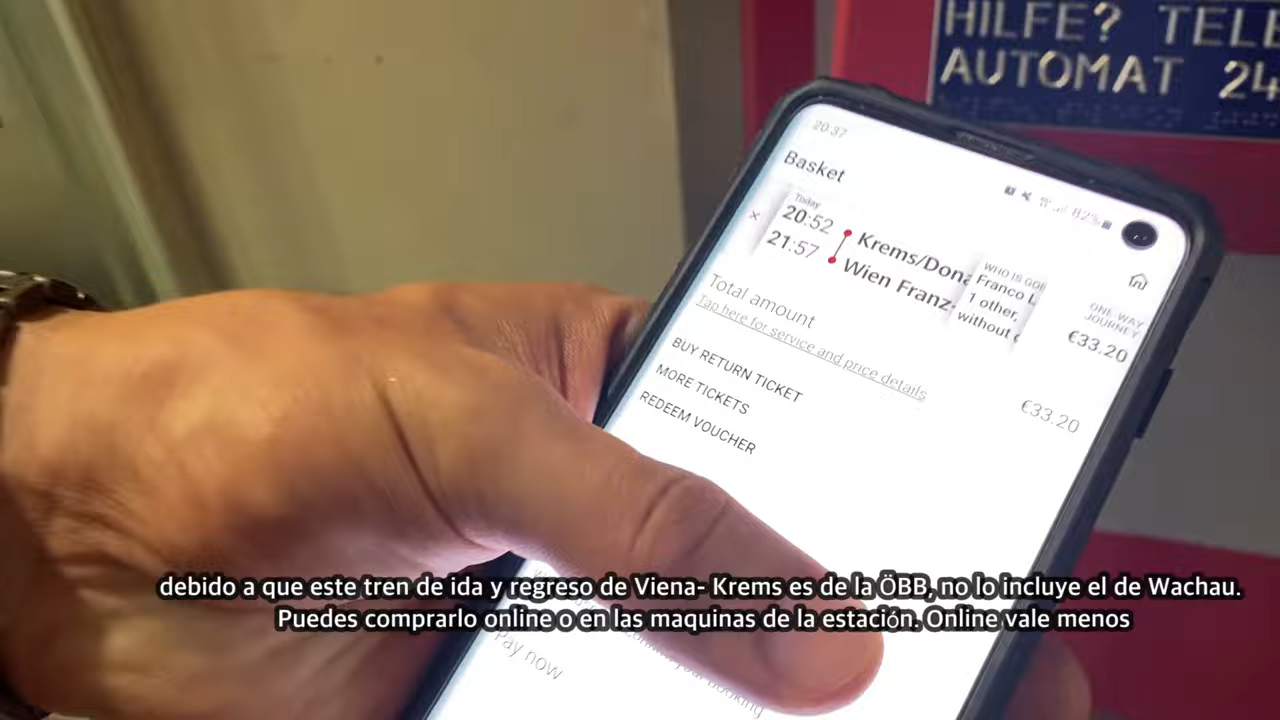 HILFE? TELE
AUTOMAT 24
20:37
82%
Basket
Today
20:52
21:57
Krems/Dona
Wien Franz-
WHO IS GOI
Franco L
1 other,
without
ONE-WAY
JOURNEY
€33.20
Total amount
€33.20
Tap here for service and price details
BUY RETURN TICKET
MORE TICKETS
REDEEM VOUCHER
debido a que este tren de ida y regreso de Viena- Krems es de la ÖBB, no lo incluye el de Wachau.
Puedes comprarlo online o en las maquinas de la estación. Online vale menos
your booking
Pay now